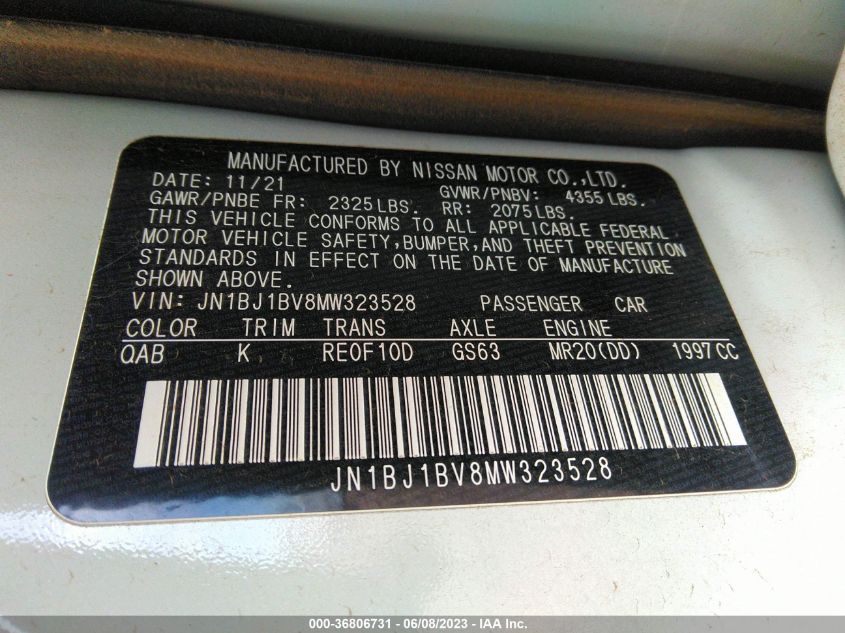 MANUFACTURED BY NISSAN MOTOR CO.,LTD.
DATE: 11/21 GVWR/PNBV: 4355 LBS.
GAWR/PNBE FR: 2325 LBS. RR: 2075 LBS.
THIS VEHICLE CONFORMS TO ALL APPLICABLE FEDERAL
MOTOR VEHICLE SAFETY, BUMPER, AND THEFT PREVENTION
STANDARDS IN EFFECT ON THE DATE OF MANUFACTURE
SHOWN ABOVE.
VIN: JN1BJ1BV8MW323528 PASSENGER CAR
COLOR TRIM TRANS AXLE ENGINE
QAB K RE0F10D GS63 MR20(DD) 1997CC
JN1BJ1BV8MW323528
000-36806731 - 06/08/2023 - IAA Inc.